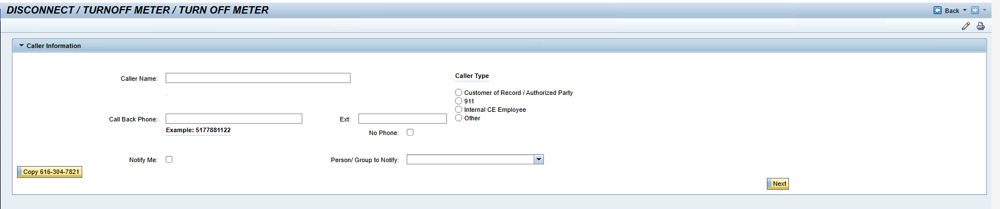 DISCONNECT / TURNOFF METER / TURN OFF METER
Back
Caller Information
Caller Name:
Caller Type
Customer of Record / Authorized Party
911
Internal CE Employee
Other
Call Back Phone:
Ext:
Example: 5177881122
No Phone:
Notify Me:
Person/ Group to Notify:
Copy 616-304-7821
Next